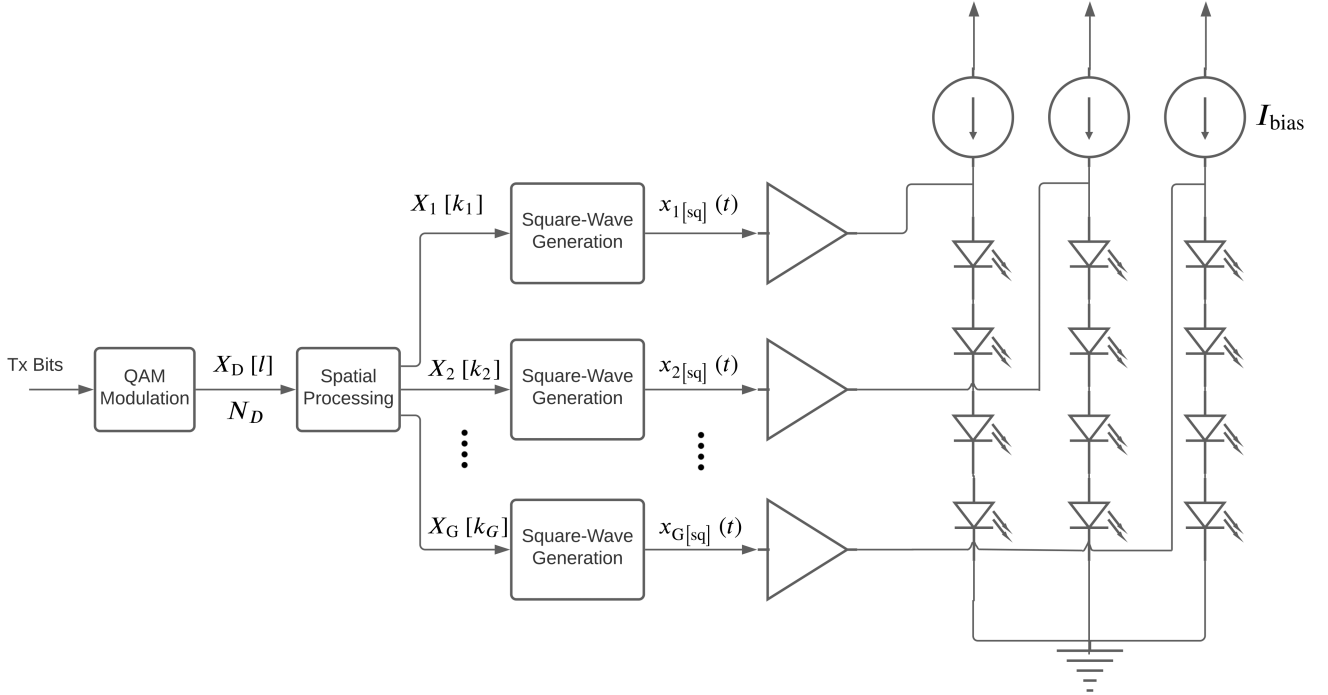 I_bias
X_1 [k_1]
Square-Wave
Generation
x_1[sq] (t)
Tx Bits
QAM
Modulation
X_D [l]
N_D
Spatial
Processing
X_2 [k_2]
Square-Wave
Generation
x_2[sq] (t)
X_G [k_G]
Square-Wave
Generation
x_G[sq] (t)